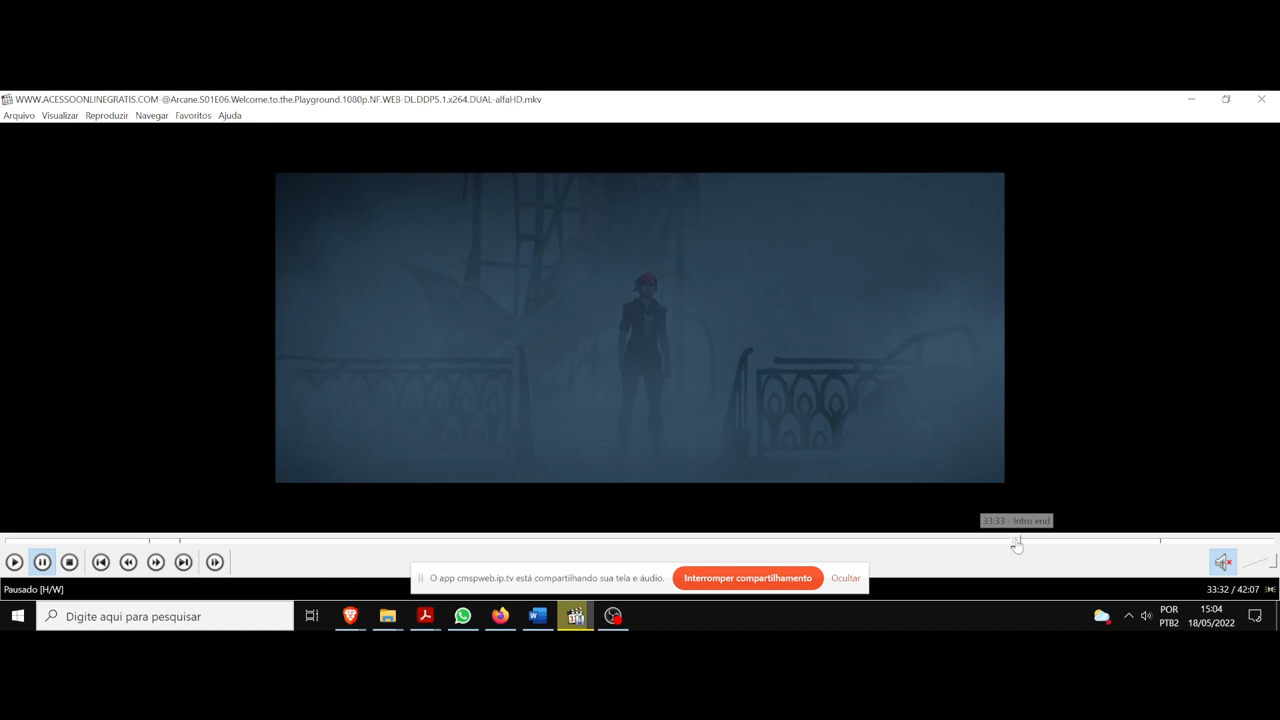 WWW.ACESSOONLINEGRATIS.COM-@Arcane.S01E06.Welcome.to.the.Playground.1080p.NF.WEB-DL.DDP5.1.x264.DUAL-alfaHD.mkv
Arquivo Visualizar Reproduzir Navegar Favoritos Ajuda
33:33 - Intro end
O app cmspweb.ip.tv está compartilhando sua tela e áudio. Interromper compartilhamento Ocultar
Pausado [H/W] 33:32 / 42:07
Digite aqui para pesquisar
POR 15:04
PTB2 18/05/2022